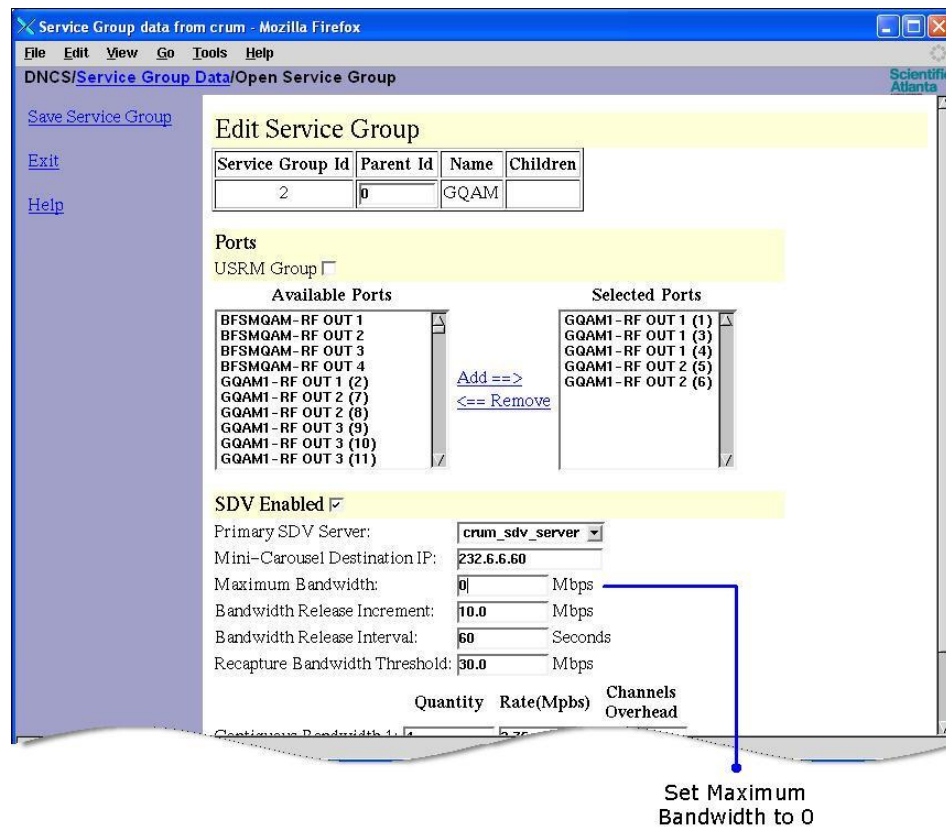 Service Group data from crum - Mozilla Firefox
File Edit View Go Tools Help
DNCS/Service Group Data/Open Service Group
Scientific
Atlanta
Save Service Group
Exit
Help
Edit Service Group
Service Group Id Parent Id Name Children
2 0 GQAM
Ports
USRM Group
Available Ports
BFSMQAM-RF OUT 1
BFSMQAM-RF OUT 2
BFSMQAM-RF OUT 3
BFSMQAM-RF OUT 4
GQAM1-RF OUT 1 (2)
GQAM1-RF OUT 2 (7)
GQAM1-RF OUT 2 (8)
GQAM1-RF OUT 3 (9)
GQAM1-RF OUT 3 (10)
GQAM1-RF OUT 3 (11)
Add ==>
<== Remove
Selected Ports
GQAM1-RF OUT 1 (1)
GQAM1-RF OUT 1 (3)
GQAM1-RF OUT 1 (4)
GQAM1-RF OUT 2 (5)
GQAM1-RF OUT 2 (6)
SDV Enabled
Primary SDV Server: crum_sdv_server
Mini-Carousel Destination IP: 232.6.6.60
Maximum Bandwidth: 0 Mbps
Bandwidth Release Increment: 10.0 Mbps
Bandwidth Release Interval: 60 Seconds
Recapture Bandwidth Threshold: 30.0 Mbps
Quantity Rate(Mpbs) Channels
Overhead
Contiguous Bandwidth 1:
Set Maximum
Bandwidth to 0